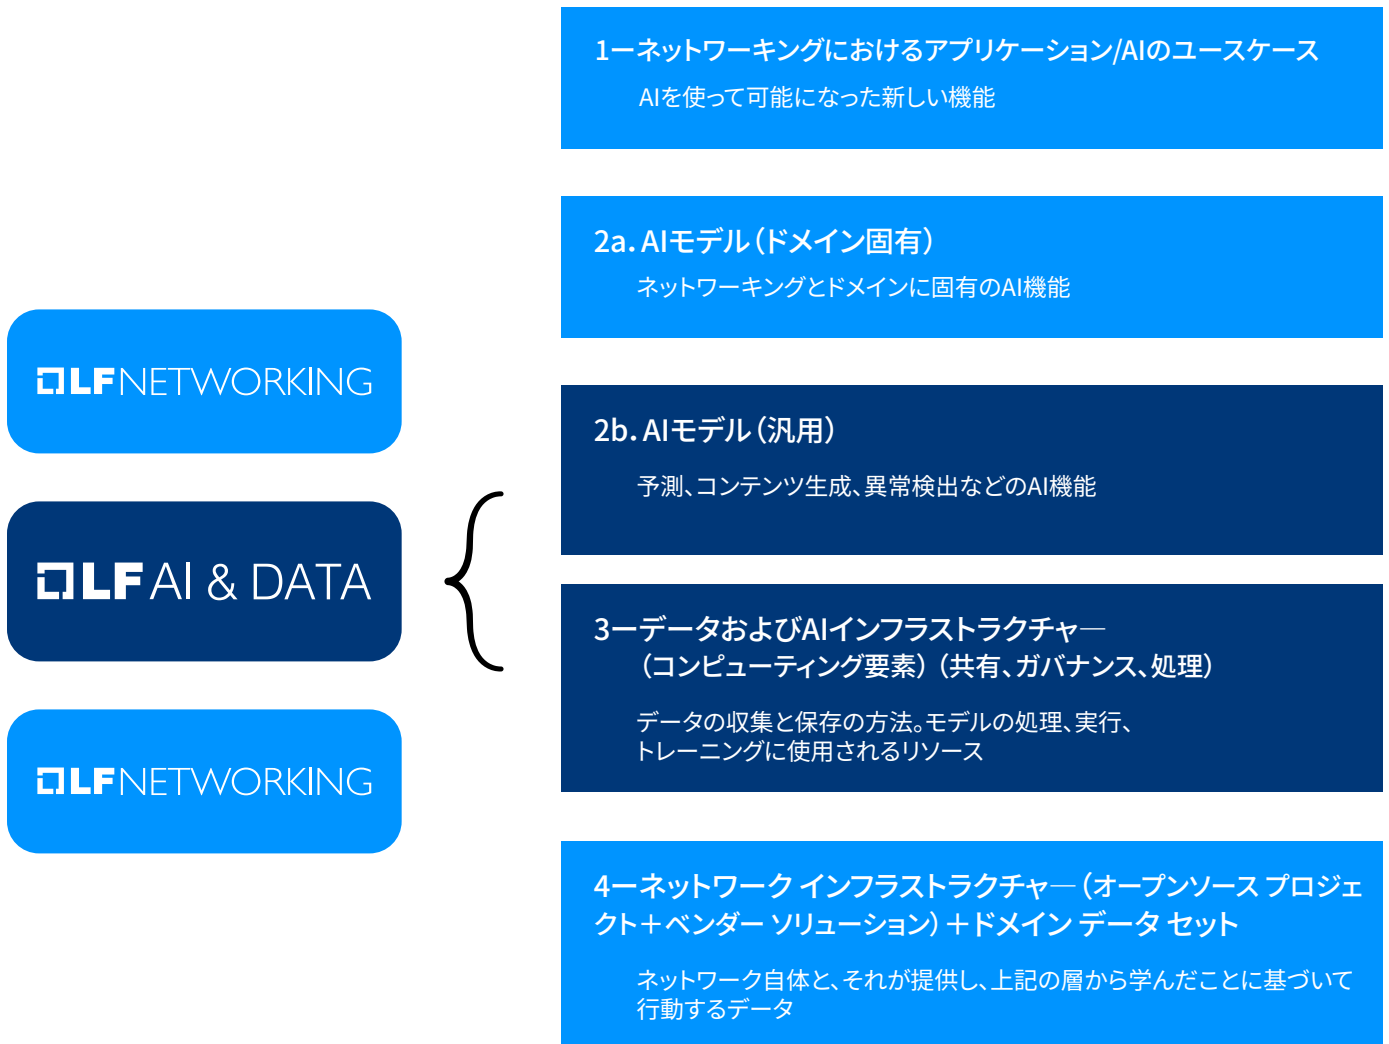 1ーネットワーキングにおけるアプリケーション/AIのユースケース
AIを使って可能になった新しい機能
2a. AIモデル（ドメイン固有）
ネットワーキングとドメインに固有のAI機能
LF NETWORKING
2b. AIモデル（汎用）
予測、コンテンツ生成、異常検出などのAI機能
LF AI & DATA
3ーデータおよびAIインフラストラクチャ―
（コンピューティング要素）（共有、ガバナンス、処理）
データの収集と保存の方法。モデルの処理、実行、
トレーニングに使用されるリソース
LF NETWORKING
4ーネットワーク インフラストラクチャ―（オープンソース プロジェ
クト＋ベンダー ソリューション）＋ドメイン データ セット
ネットワーク自体と、それが提供し、上記の層から学んだことに基づいて
行動するデータ